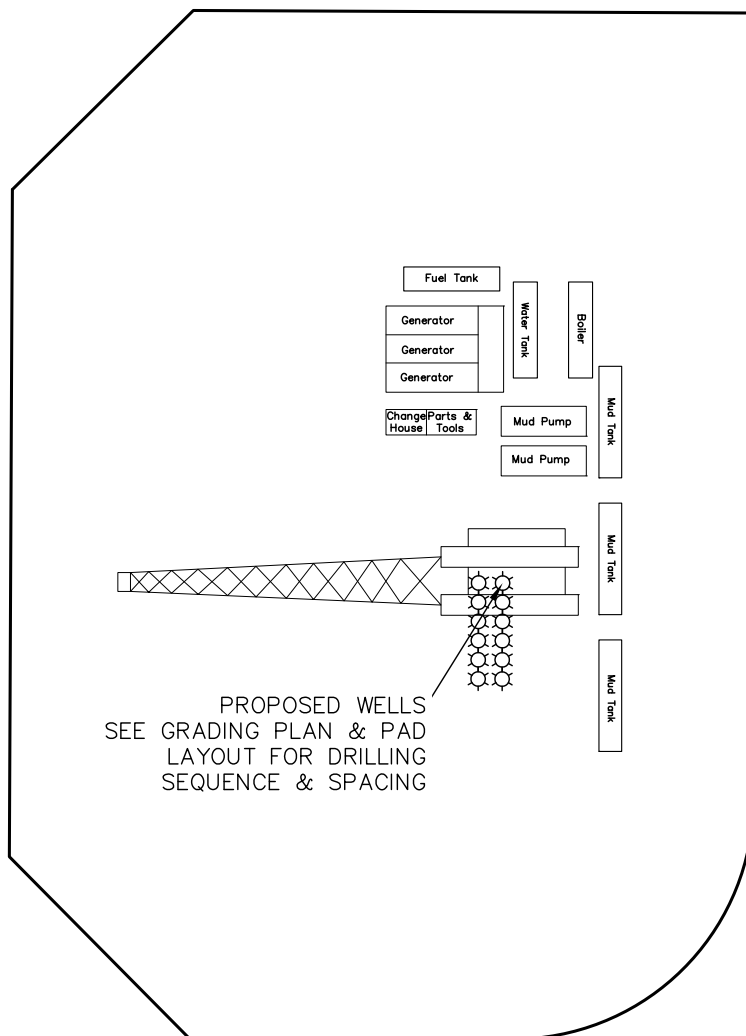 Fuel Tank
Generator
Generator
Generator
Water Tank
Boiler
Change
House
Parts &
Tools
Mud Pump
Mud Pump
Mud Tank
Mud Tank
Mud Tank
PROPOSED WELLS
SEE GRADING PLAN & PAD
LAYOUT FOR DRILLING
SEQUENCE & SPACING